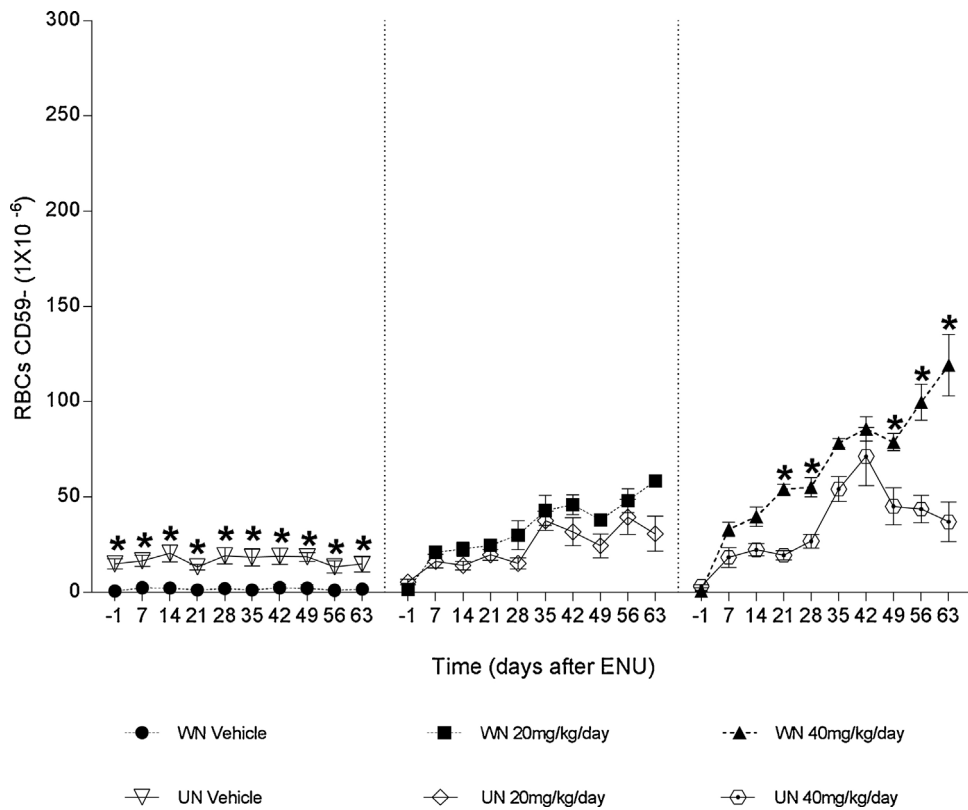 300
250
200
150
100
50
0
RBCs CD59- (1X10 -6)
* * * * * * * * * *
* * * * *
-1 7 14 21 28 35 42 49 56 63 -1 7 14 21 28 35 42 49 56 63 -1 7 14 21 28 35 42 49 56 63
Time (days after ENU)
WN Vehicle WN 20mg/kg/day WN 40mg/kg/day
UN Vehicle UN 20mg/kg/day UN 40mg/kg/day